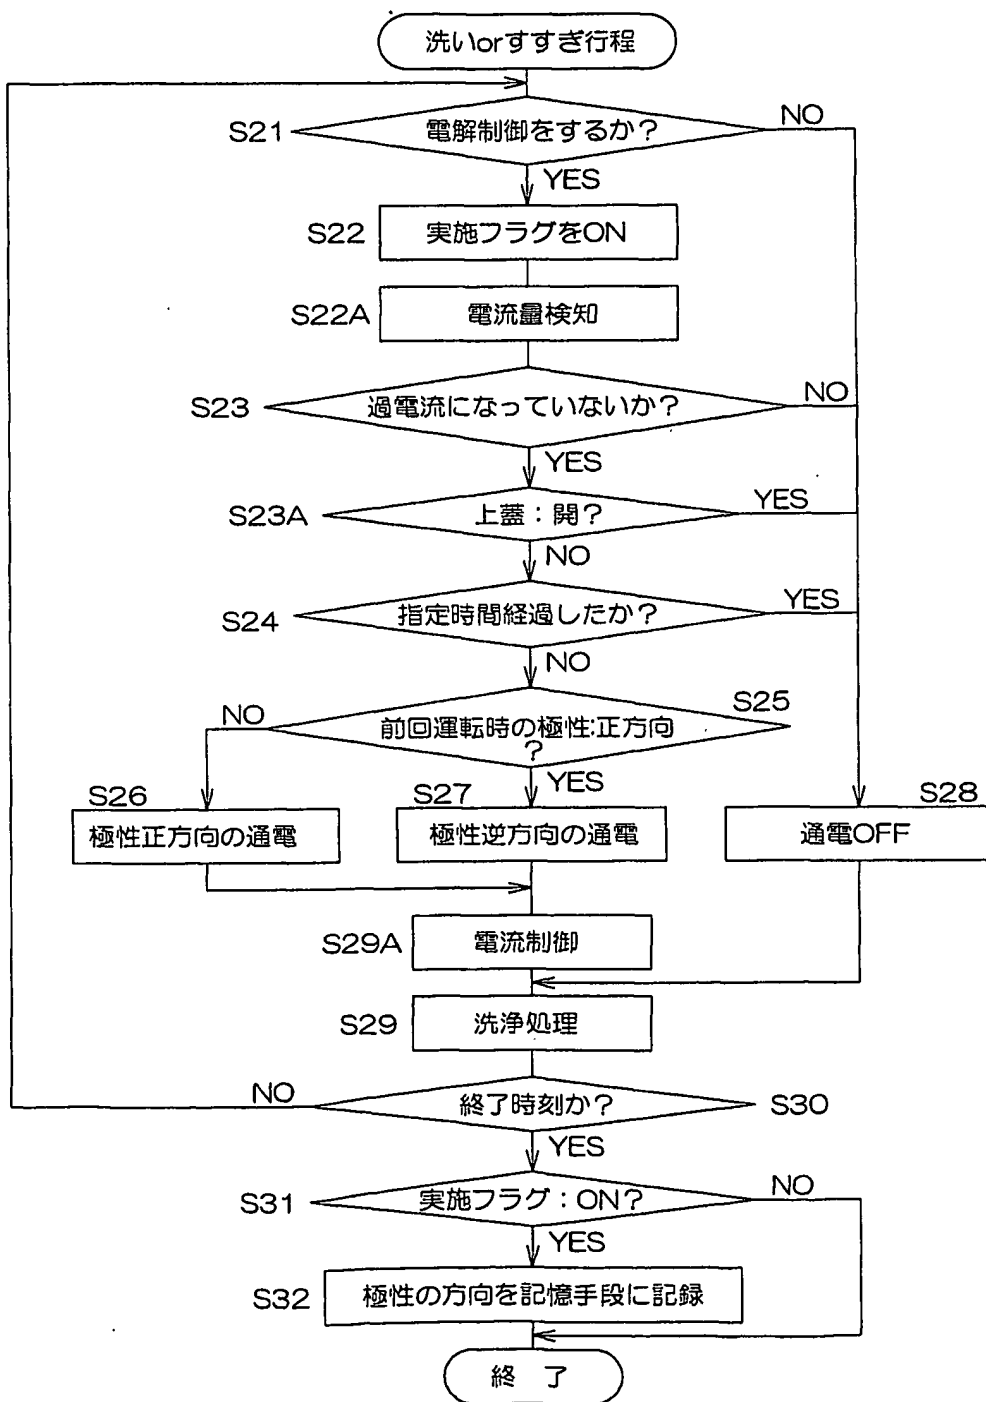 洗いorすすぎ行程
S21
電解制御をするか？
NO
YES
S22
実施フラグをON
S22A
電流量検知
S23
過電流になっていないか？
NO
YES
S23A
上蓋：開？
YES
NO
S24
指定時間経過したか？
YES
NO
S25
前回運転時の極性:正方向
？
NO
YES
S26
極性正方向の通電
S27
極性逆方向の通電
S28
通電OFF
S29A
電流制御
S29
洗浄処理
NO
終了時刻か？
S30
YES
S31
実施フラグ：ON？
NO
YES
S32
極性の方向を記憶手段に記録
終 了